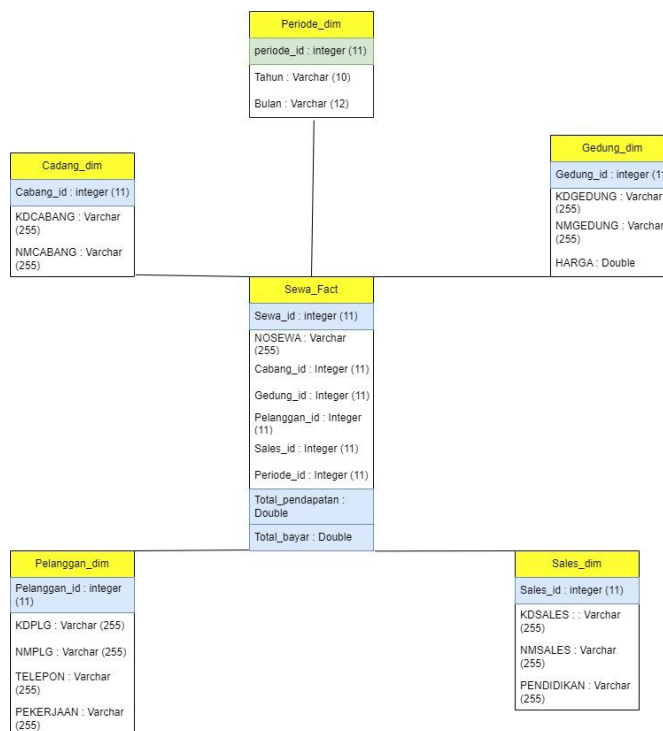 Periode_dim
periode_id : integer (11)
Tahun : Varchar (10)
Bulan : Varchar (12)
Cadang_dim
Cabang_id : integer (11)
KDCABANG : Varchar
(255)
NMCABANG : Varchar
(255)
Gedung_dim
Gedung_id : integer (11
KDGEDUNG : Varchar
(255)
NMGEDUNG : Varchar
(255)
HARGA : Double
Sewa_Fact
Sewa_id : integer (11)
NOSEWA : Varchar
(255)
Cabang_id : Integer (11)
Gedung_id : Integer (11)
Pelanggan_id : Integer
(11)
Sales_id : Integer (11)
Periode_id : Integer (11)
Total_pendapatan :
Double
Total_bayar : Double
Pelanggan_dim
Pelanggan_id : integer
(11)
KDPLG : Varchar (255)
NMPLG : Varchar (255)
TELEPON : Varchar
(255)
PEKERJAAN : Varchar
(255)
Sales_dim
Sales_id : integer (11)
KDSALES : : Varchar
(255)
NMSALES : Varchar
(255)
PENDIDIKAN : Varchar
(255)